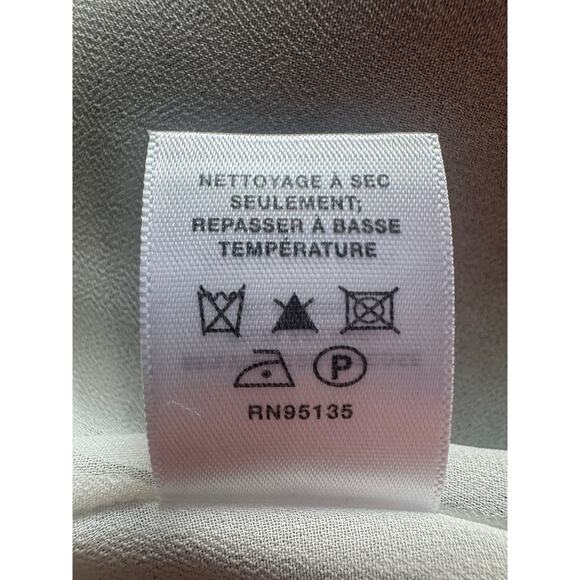 NETTOYAGE À SEC
SEULEMENT;
REPASSER À BASSE
TEMPÉRATURE
P
RN95135